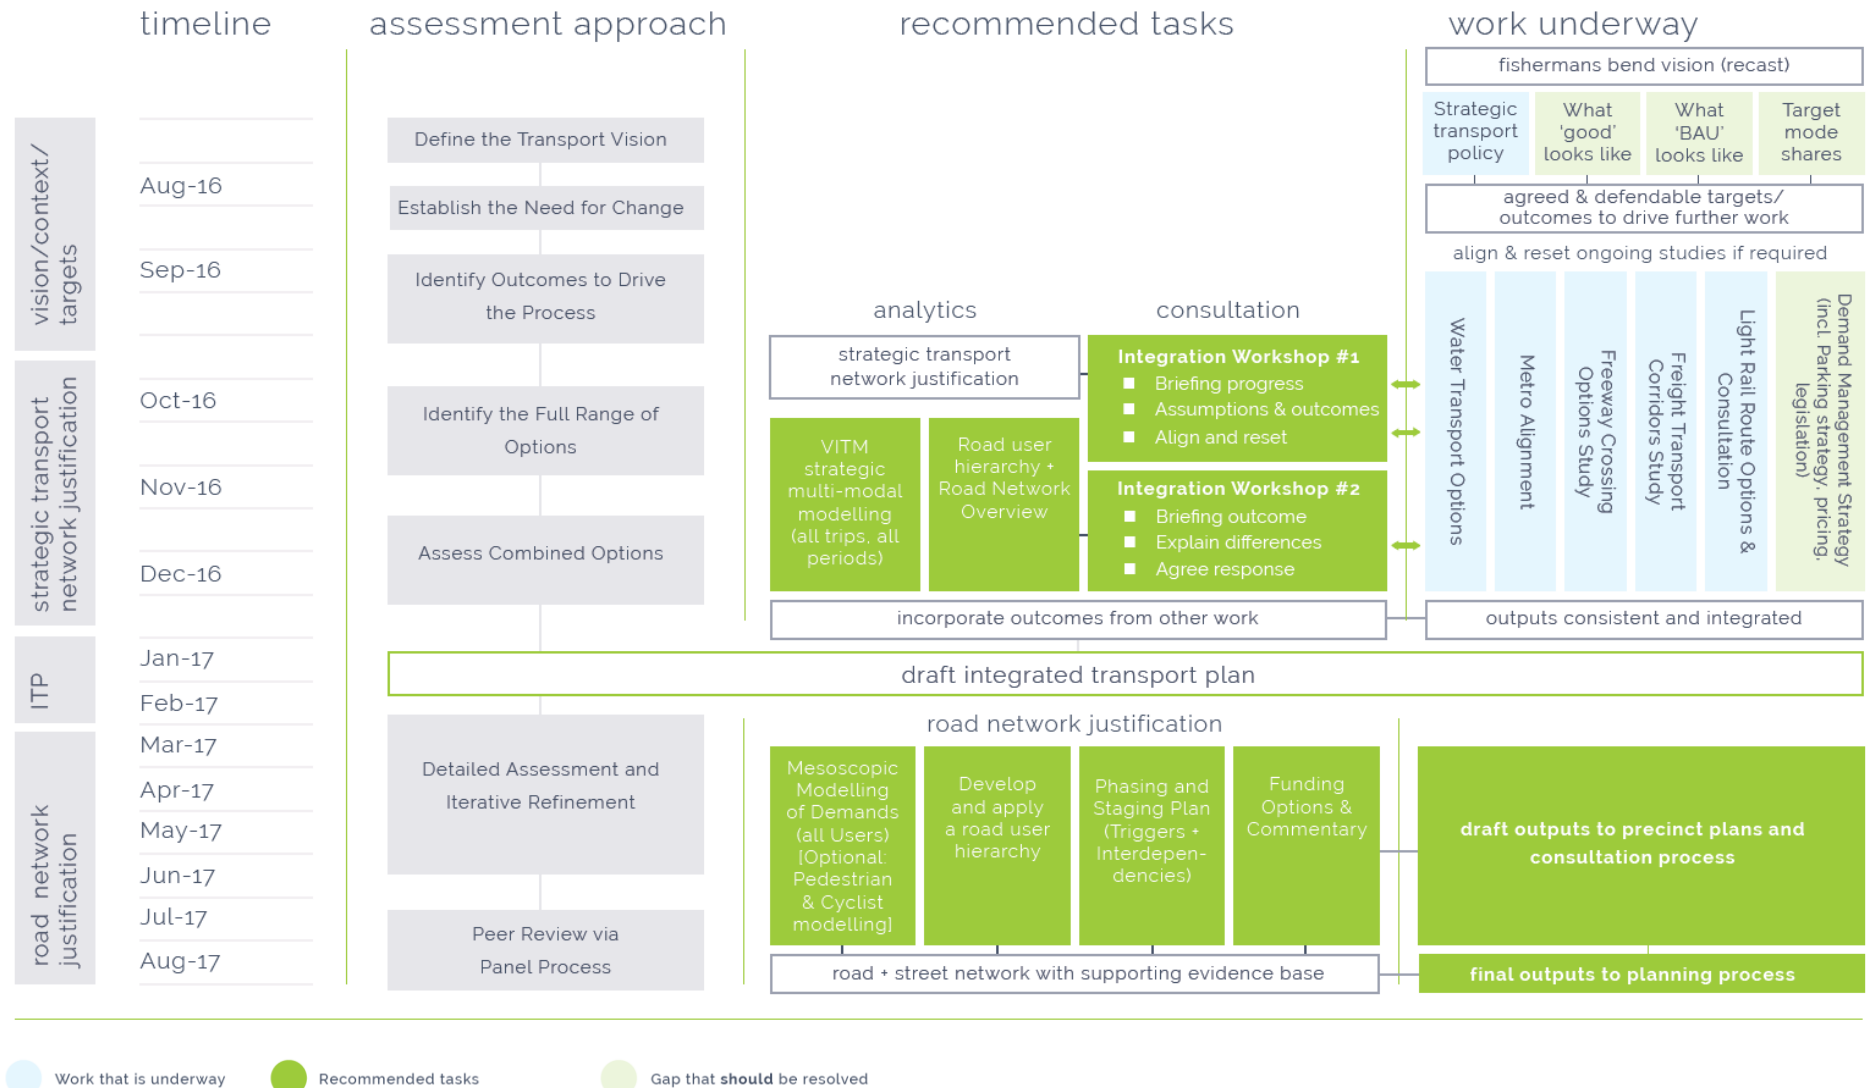 timeline
assessment approach
recommended tasks
work underway
vision/context/
targets
strategic transport
network justification
ITP
road network
justification
Aug-16
Sep-16
Oct-16
Nov-16
Dec-16
Jan-17
Feb-17
Mar-17
Apr-17
May-17
Jun-17
Jul-17
Aug-17
Define the Transport Vision
Establish the Need for Change
Identify Outcomes to Drive
the Process
Identify the Full Range of
Options
Assess Combined Options
Detailed Assessment and
Iterative Refinement
Peer Review via
Panel Process
analytics
consultation
strategic transport
network justification
VITM
strategic
multi-modal
modelling
(all trips, all
periods)
Road user
hierarchy +
Road Network
Overview
Integration Workshop #1
Briefing progress
Assumptions & outcomes
Align and reset
Integration Workshop #2
Briefing outcome
Explain differences
Agree response
incorporate outcomes from other work
fishermans bend vision (recast)
Strategic
transport
policy
What
'good'
looks like
What
'BAU'
looks like
Target
mode
shares
agreed & defendable targets/
outcomes to drive further work
align & reset ongoing studies if required
Water Transport Options
Metro Alignment
Freeway Crossing
Options Study
Freight Transport
Corridors Study
Light Rail Route Options &
Consultation
Demand Management Strategy
(incl. Parking strategy, pricing,
legislation)
outputs consistent and integrated
draft integrated transport plan
road network justification
Mesoscopic
Modelling
of Demands
(all Users)
[Optional:
Pedestrian
& Cyclist
modelling]
Develop
and apply
a road user
hierarchy
Phasing and
Staging Plan
(Triggers +
Interdepen-
dencies)
Funding
Options &
Commentary
draft outputs to precinct plans and
consultation process
road + street network with supporting evidence base
final outputs to planning process
Work that is underway
Recommended tasks
Gap that should be resolved